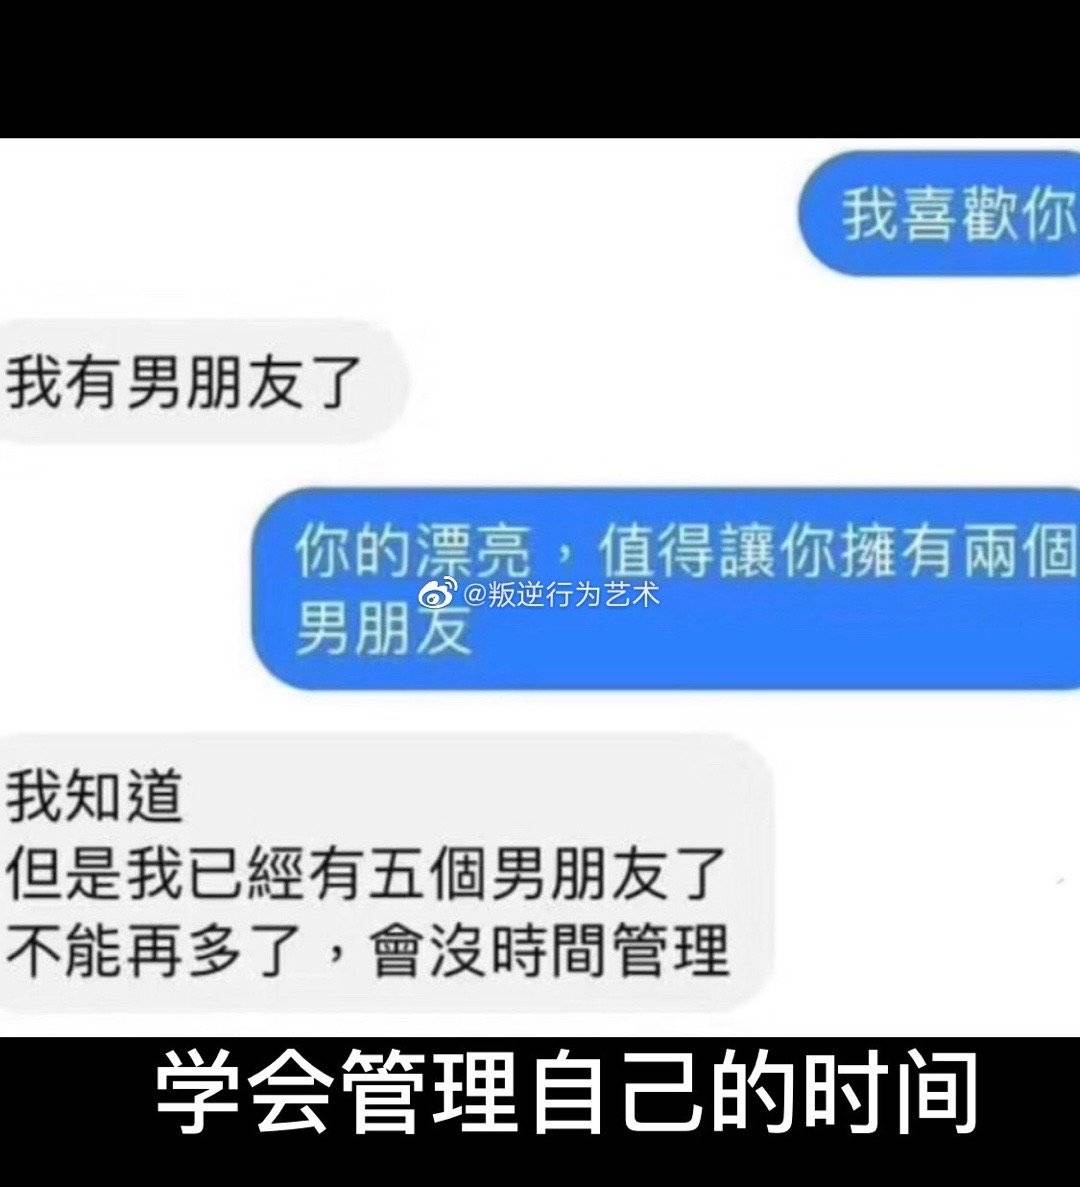 我喜歡你
我有男朋友了
你的漂亮，值得讓你擁有兩個
男朋友
@叛逆行为艺术
我知道
但是我已經有五個男朋友了
不能再多了，會沒時間管理
学会管理自己的时间